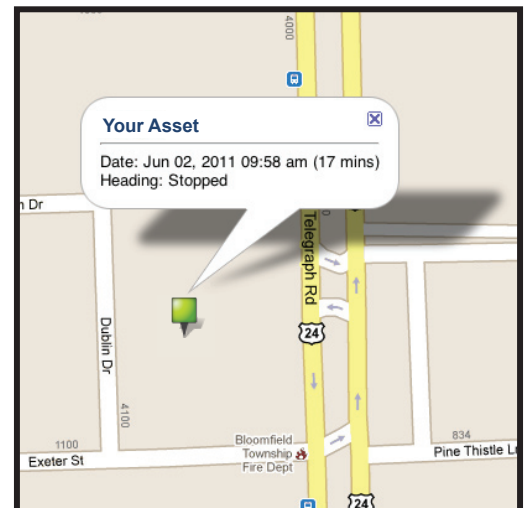 4000
Your Asset
Date: Jun 02, 2011 09:58 am (17 mins)
Heading: Stopped
Dr
Telegraph Rd
24
Dublin Dr
4100
1100
Exeter St
Bloomfield
Township
Fire Dept
834
Pine Thistle
24